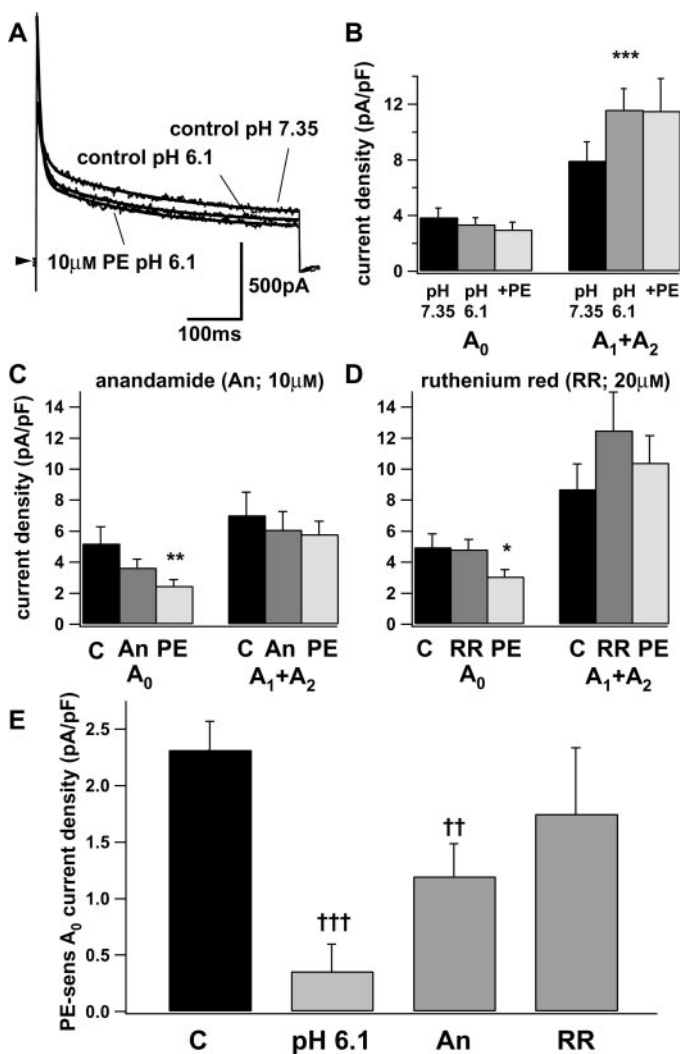 A
control pH 7.35
control pH 6.1
10μM PE pH 6.1
500pA
100ms
B
current density (pA/pF)
12
8
4
0
***
pH 7.35 pH 6.1 +PE pH 7.35 pH 6.1 +PE
A0 A1+A2
C
anandamide (An; 10μM)
current density (pA/pF)
14
12
10
8
6
4
2
0
**
C An PE C An PE
A0 A1+A2
D
ruthenium red (RR; 20μM)
14
12
10
8
6
4
2
0
*
C RR PE C RR PE
A0 A1+A2
E
PE-sens A0 current density (pA/pF)
2.5
2.0
1.5
1.0
0.5
0.0
†††
††
C pH 6.1 An RR